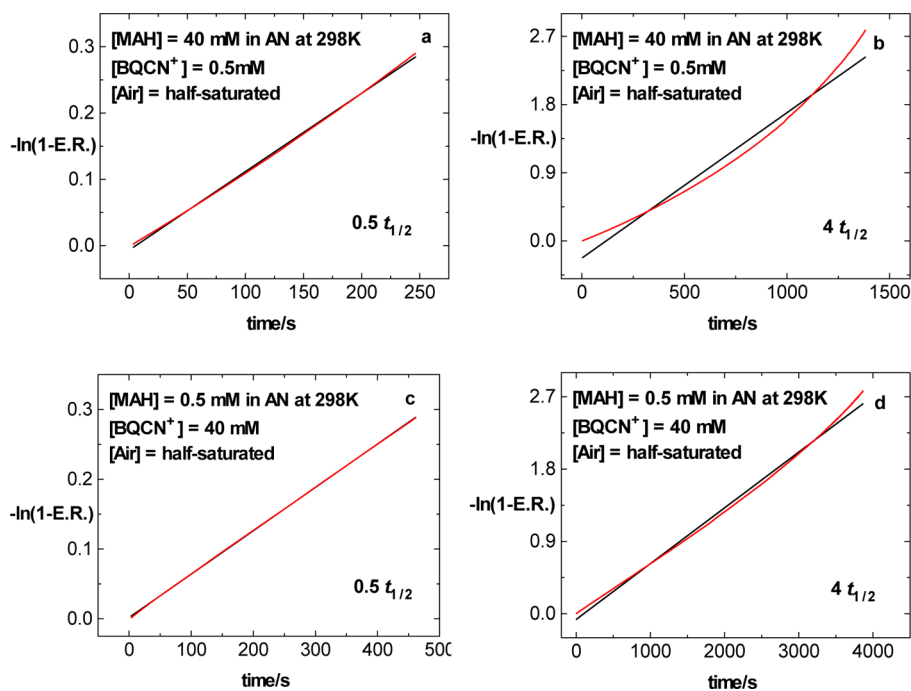 a
[MAH] = 40 mM in AN at 298K
[BQCN⁺] = 0.5mM
[Air] = half-saturated
0.3
0.2
0.1
0.0
-ln(1-E.R.)
0.5 t₁/₂
0 50 100 150 200 250
time/s
b
[MAH] = 40 mM in AN at 298K
[BQCN⁺] = 0.5mM
[Air] = half-saturated
2.7
1.8
0.9
0.0
-ln(1-E.R.)
4 t₁/₂
0 500 1000 1500
time/s
c
[MAH] = 0.5 mM in AN at 298K
[BQCN⁺] = 40 mM
[Air] = half-saturated
0.3
0.2
0.1
0.0
-ln(1-E.R.)
0.5 t₁/₂
0 100 200 300 400
time/s
d
[MAH] = 0.5 mM in AN at 298K
[BQCN⁺] = 40 mM
[Air] = half-saturated
2.7
1.8
0.9
0.0
-ln(1-E.R.)
4 t₁/₂
0 1000 2000 3000 4000
time/s